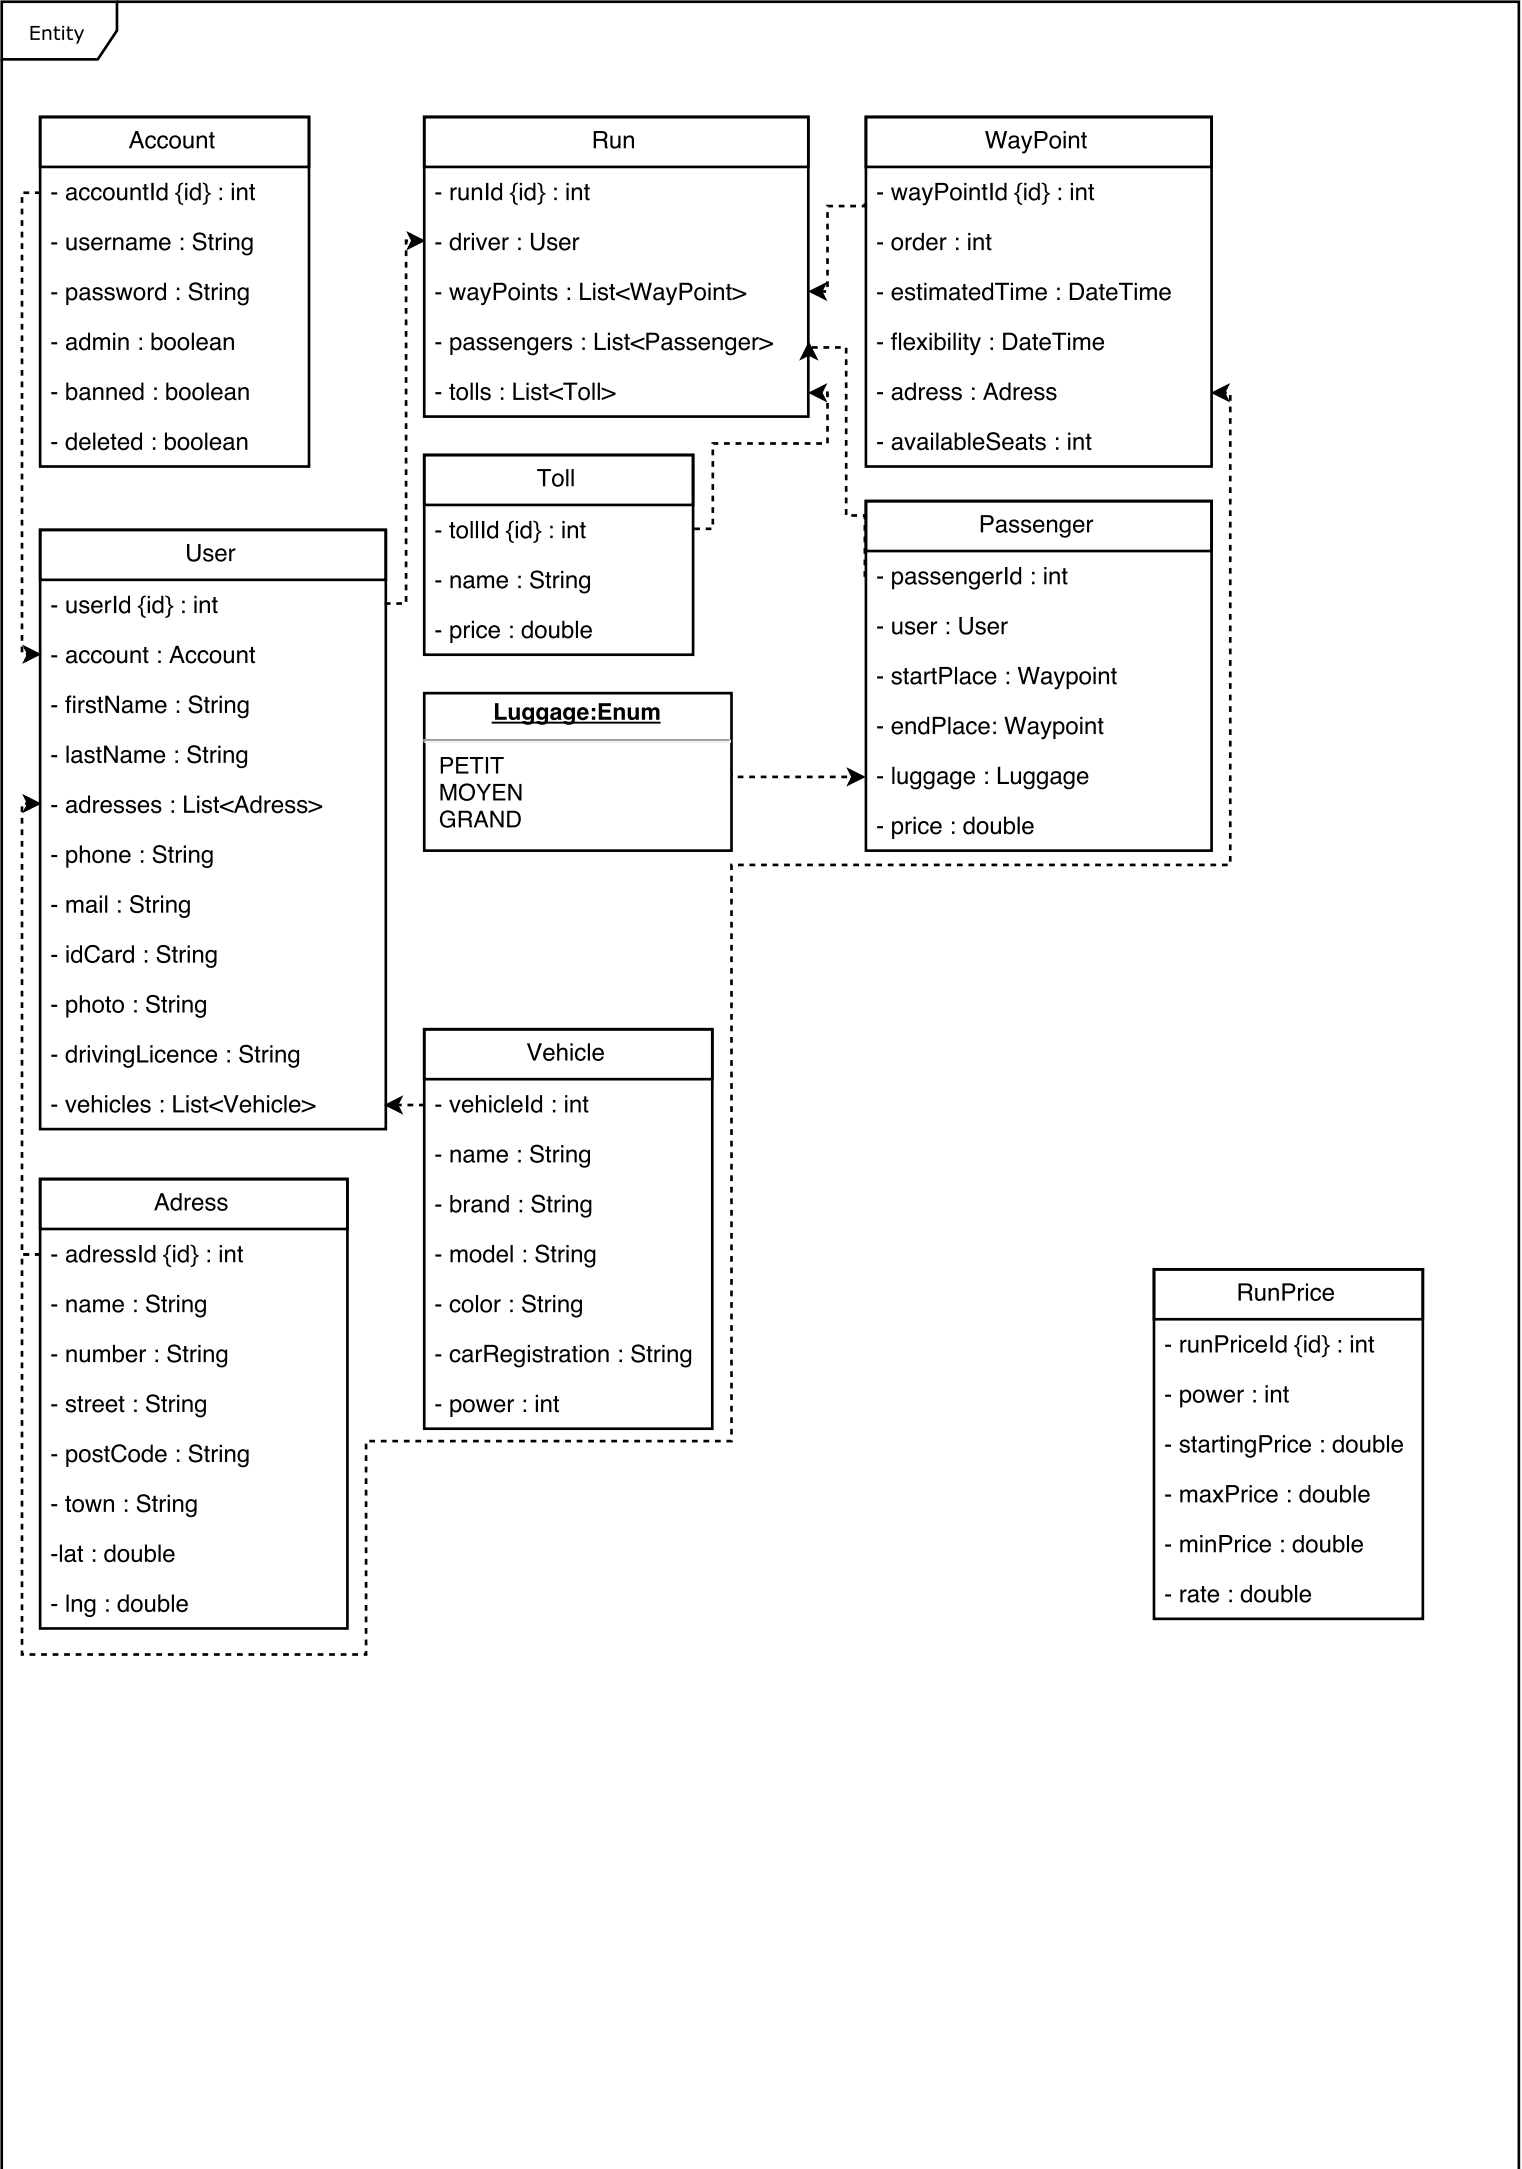 Entity
Account
- accountId {id} : int
- username : String
- password : String
- admin : boolean
- banned : boolean
- deleted : boolean
Run
- runId {id} : int
- driver : User
- wayPoints : List<WayPoint>
- passengers : List<Passenger>
- tolls : List<Toll>
WayPoint
- wayPointId {id} : int
- order : int
- estimatedTime : DateTime
- flexibility : DateTime
- adress : Adress
- availableSeats : int
Toll
- tollId {id} : int
- name : String
- price : double
Passenger
- passengerId : int
- user : User
- startPlace : Waypoint
- endPlace: Waypoint
- luggage : Luggage
- price : double
User
- userId {id} : int
- account : Account
- firstName : String
- lastName : String
- adresses : List<Adress>
- phone : String
- mail : String
- idCard : String
- photo : String
- drivingLicence : String
- vehicles : List<Vehicle>
Luggage:Enum
PETIT
MOYEN
GRAND
Vehicle
- vehicleId : int
- name : String
- brand : String
- model : String
- color : String
- carRegistration : String
- power : int
Adress
- adressId {id} : int
- name : String
- number : String
- street : String
- postCode : String
- town : String
-lat : double
- lng : double
RunPrice
- runPriceId {id} : int
- power : int
- startingPrice : double
- maxPrice : double
- minPrice : double
- rate : double